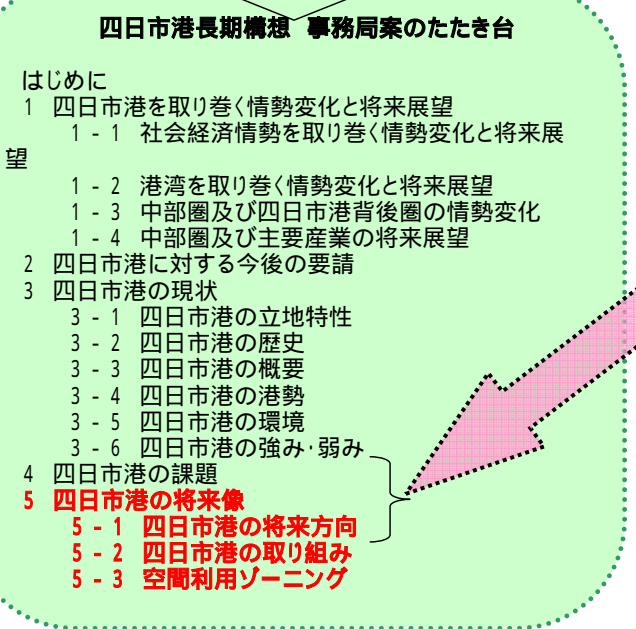 四日市港長期構想 事務局案のたたき台
はじめに
1 四日市港を取り巻く情勢変化と将来展望
1-1 社会経済情勢を取り巻く情勢変化と将来展
望
1-2 港湾を取り巻く情勢変化と将来展望
1-3 中部圏及び四日市港背後圏の情勢変化
1-4 中部圏及び主要産業の将来展望
2 四日市港に対する今後の要請
3 四日市港の現状
3-1 四日市港の立地特性
3-2 四日市港の歴史
3-3 四日市港の概要
3-4 四日市港の港勢
3-5 四日市港の環境
3-6 四日市港の強み・弱み
4 四日市港の課題
5 四日市港の将来像
5-1 四日市港の将来方向
5-2 四日市港の取り組み
5-3 空間利用ゾーニング